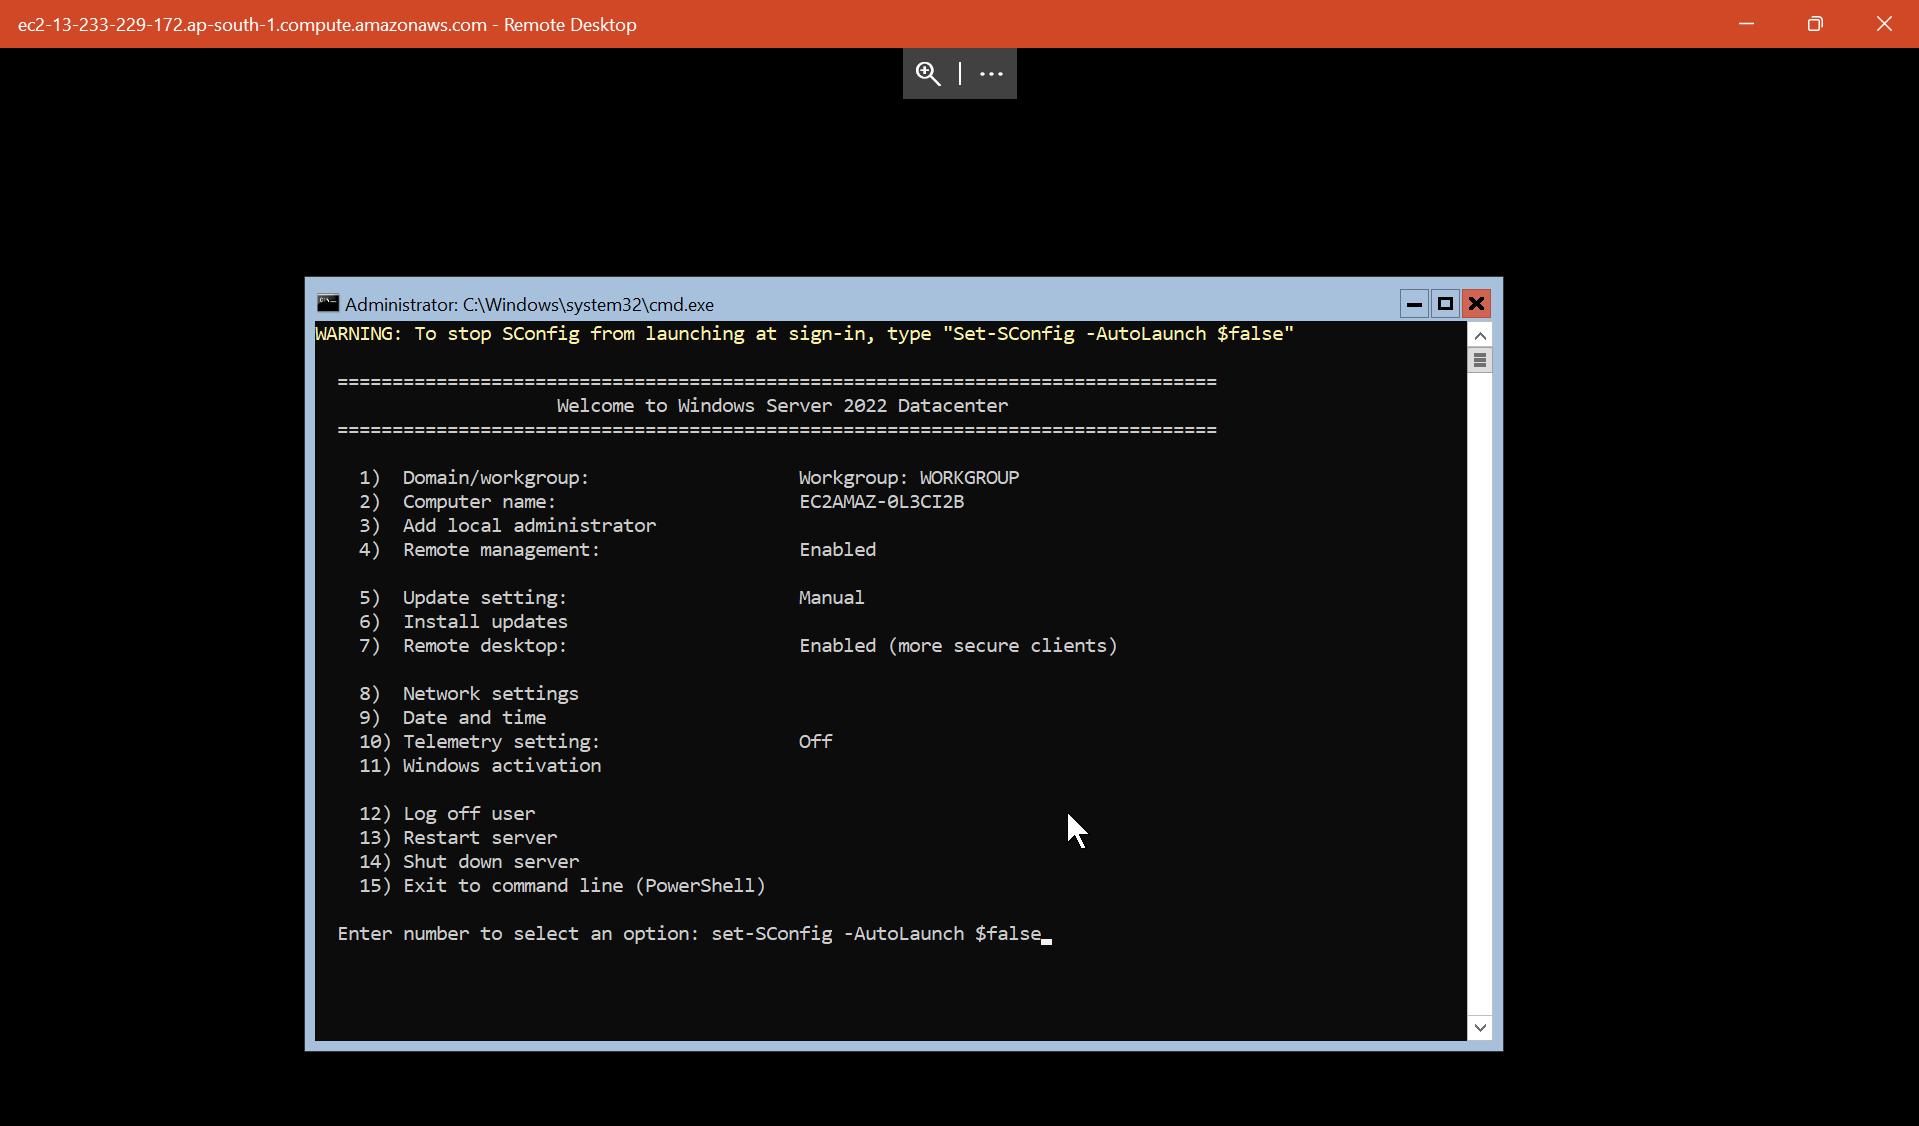 ec2-13-233-229-172.ap-south-1.compute.amazonaws.com - Remote Desktop
Administrator: C:\Windows\system32\cmd.exe
WARNING: To stop SConfig from launching at sign-in, type "Set-SConfig -AutoLaunch $false"
================================================================================
Welcome to Windows Server 2022 Datacenter
================================================================================
1) Domain/workgroup: Workgroup: WORKGROUP
2) Computer name: EC2AMAZ-0L3CI2B
3) Add local administrator
4) Remote management: Enabled
5) Update setting: Manual
6) Install updates
7) Remote desktop: Enabled (more secure clients)
8) Network settings
9) Date and time
10) Telemetry setting: Off
11) Windows activation
12) Log off user
13) Restart server
14) Shut down server
15) Exit to command line (PowerShell)
Enter number to select an option: set-SConfig -AutoLaunch $false_